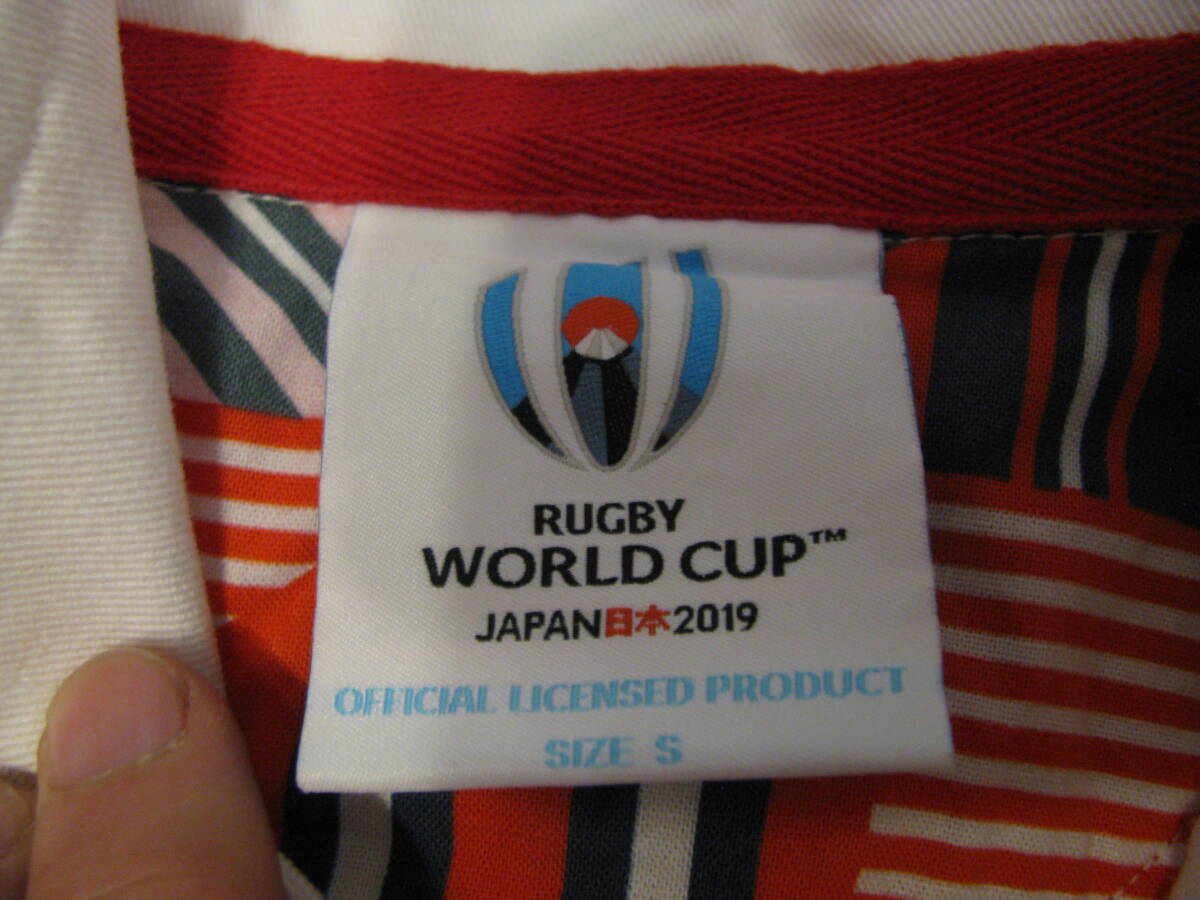 RUGBY
WORLD CUP™
JAPAN日本2019
OFFICIAL LICENSED PRODUCT
SIZE S